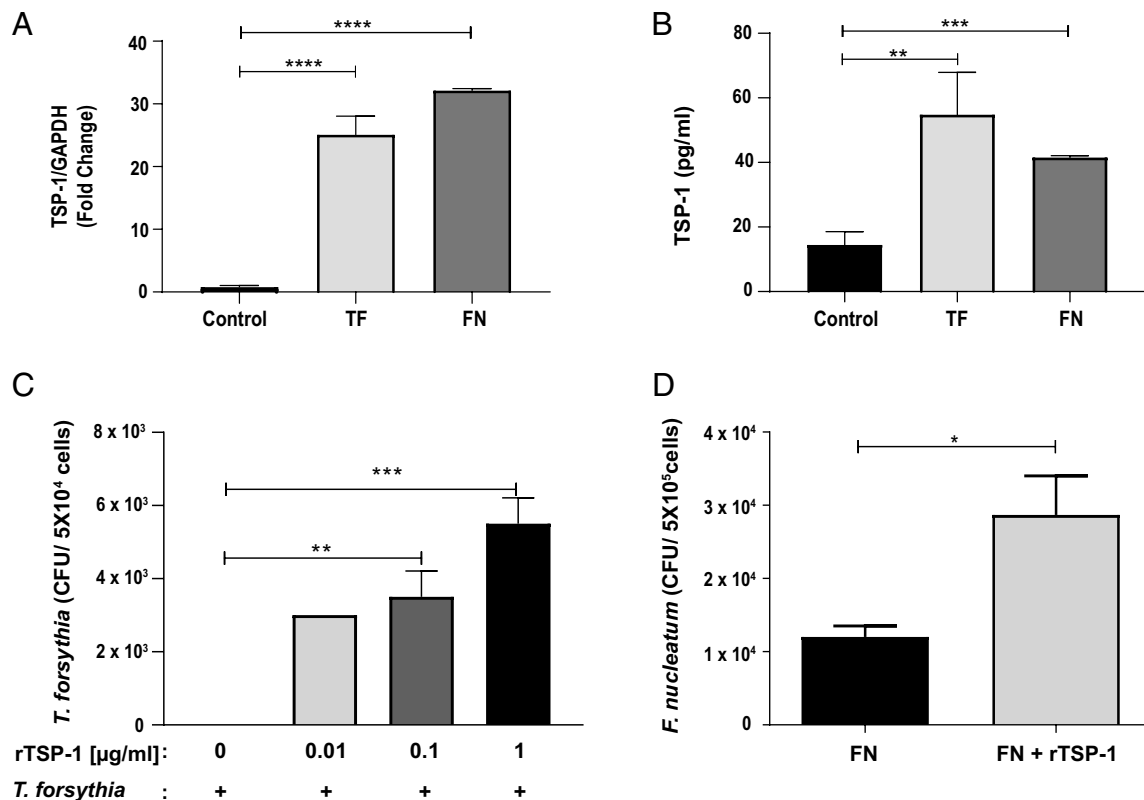 A
TSP-1/GAPDH
(Fold Change)
40
30
20
10
0
****
****
Control TF FN
B
TSP-1 (pg/ml)
80
60
40
20
0
***
**
Control TF FN
C
T. forsythia (CFU/ 5X10⁴ cells)
8 x 10³
6 x 10³
4 x 10³
2 x 10³
0
***
**
rTSP-1 [µg/ml] : 0 0.01 0.1 1
T. forsythia : + + + +
D
F. nucleatum (CFU/ 5X10⁵cells)
4 x 10⁴
3 x 10⁴
2 x 10⁴
1 x 10⁴
0
*
FN FN + rTSP-1